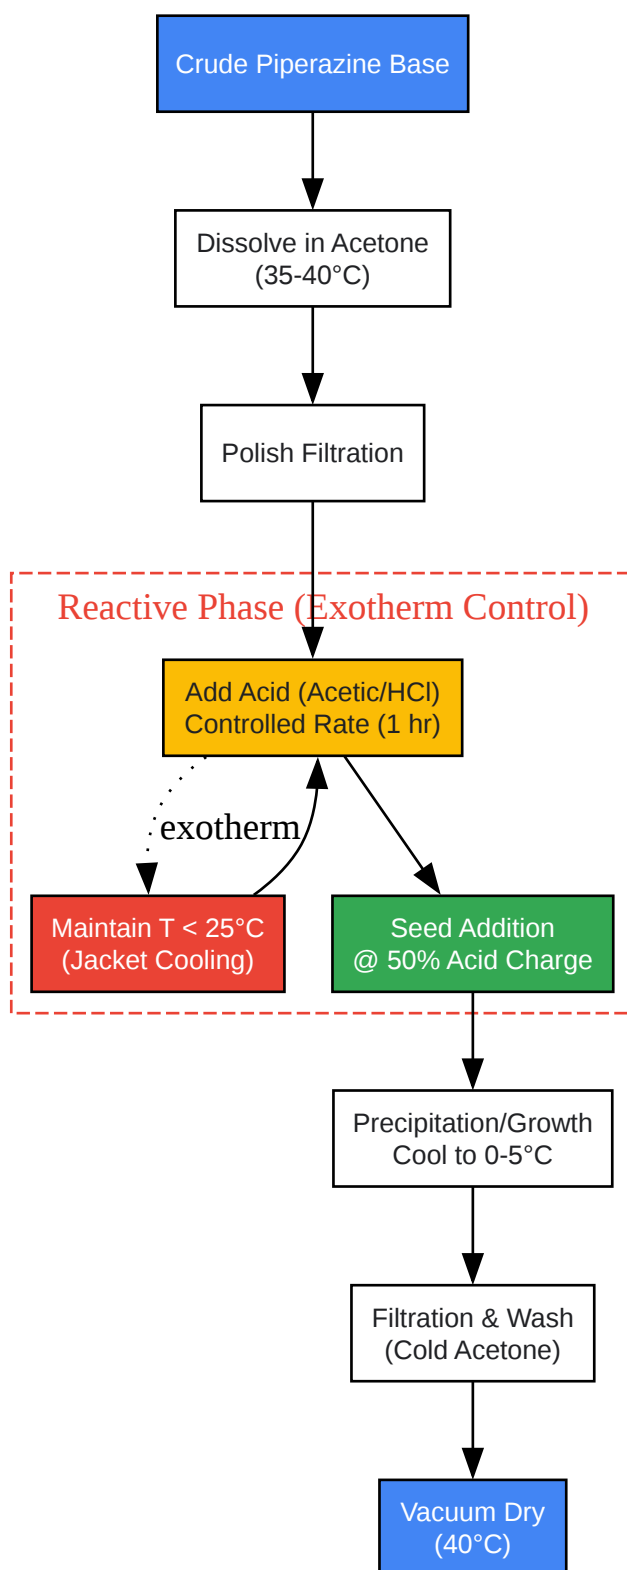 Crude Piperazine Base
Dissolve in Acetone
(35-40°C)
Polish Filtration
Reactive Phase (Exotherm Control)
Add Acid (Acetic/HCl)
Controlled Rate (1 hr)
exotherm
Maintain T < 25°C
(Jacket Cooling)
Seed Addition
@ 50% Acid Charge
Precipitation/Growth
Cool to 0-5°C
Filtration & Wash
(Cold Acetone)
Vacuum Dry
(40°C)